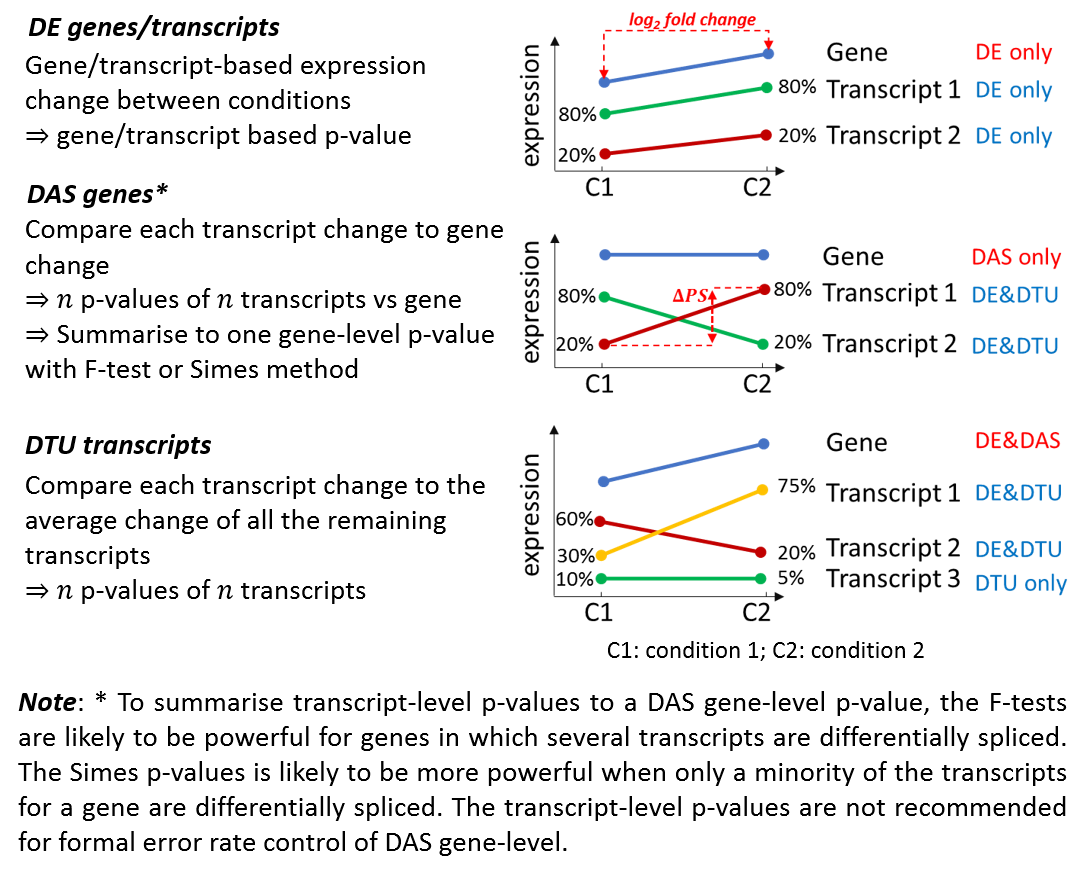 DE genes/transcripts
Gene/transcript-based expression
change between conditions
⇒ gene/transcript based p-value
log₂ fold change
expression
80%
20%
80%
20%
C1
C2
Gene
DE only
Transcript 1
DE only
Transcript 2
DE only
DAS genes*
Compare each transcript change to gene
change
⇒ n p-values of n transcripts vs gene
⇒ Summarise to one gene-level p-value
with F-test or Simes method
expression
80%
20%
ΔPS
80%
20%
C1
C2
Gene
DAS only
Transcript 1
DE&DTU
Transcript 2
DE&DTU
DTU transcripts
Compare each transcript change to the
average change of all the remaining
transcripts
⇒ n p-values of n transcripts
expression
60%
30%
10%
75%
20%
5%
C1
C2
Gene
DE&DAS
Transcript 1
DE&DTU
Transcript 2
DE&DTU
Transcript 3
DTU only
C1: condition 1; C2: condition 2
Note: * To summarise transcript-level p-values to a DAS gene-level p-value, the F-tests
are likely to be powerful for genes in which several transcripts are differentially spliced.
The Simes p-values is likely to be more powerful when only a minority of the transcripts
for a gene are differentially spliced. The transcript-level p-values are not recommended
for formal error rate control of DAS gene-level.